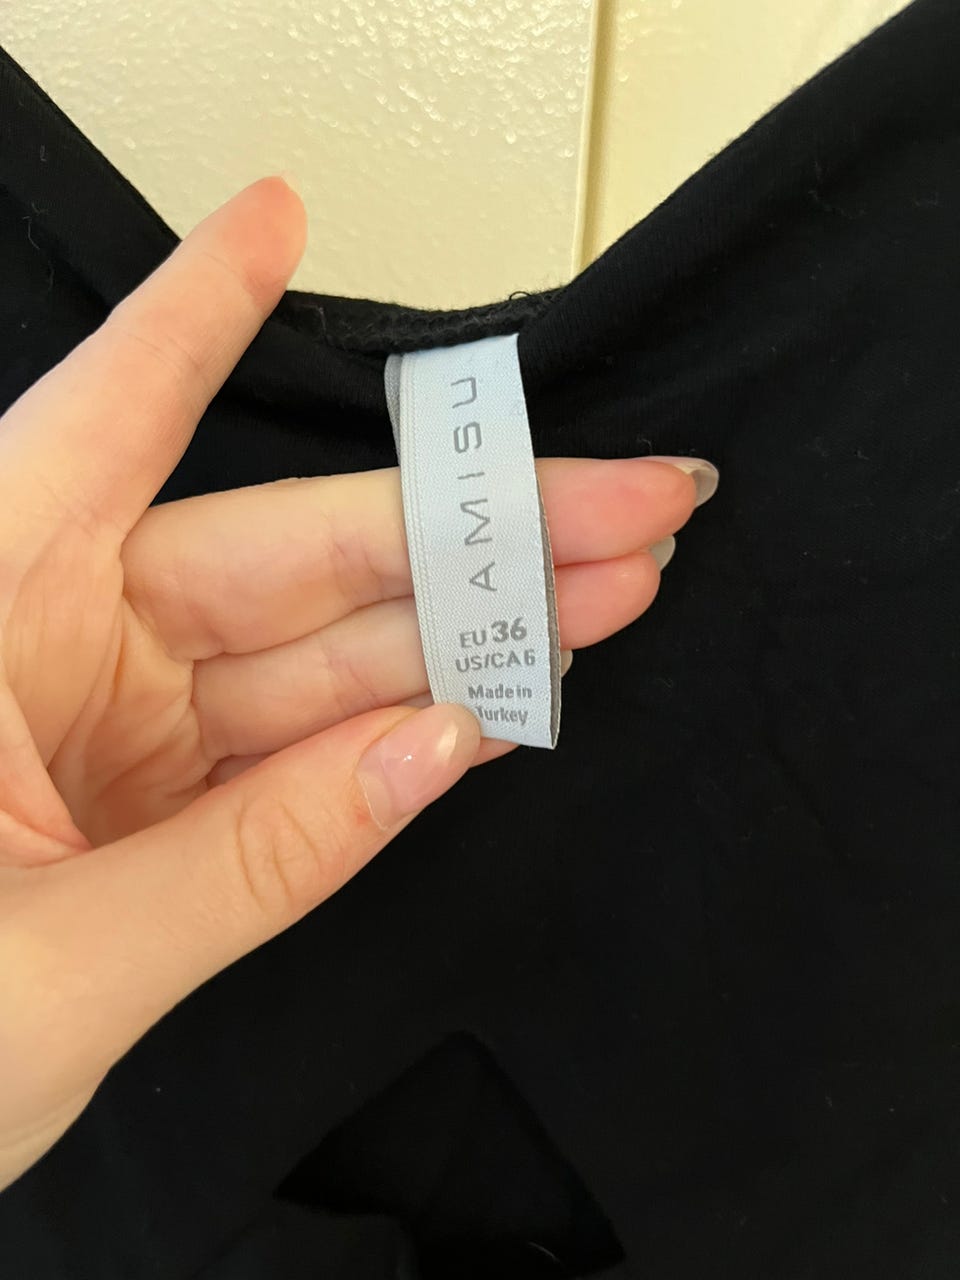 AMISU
EU 36
US/CA 6
Made in
Turkey